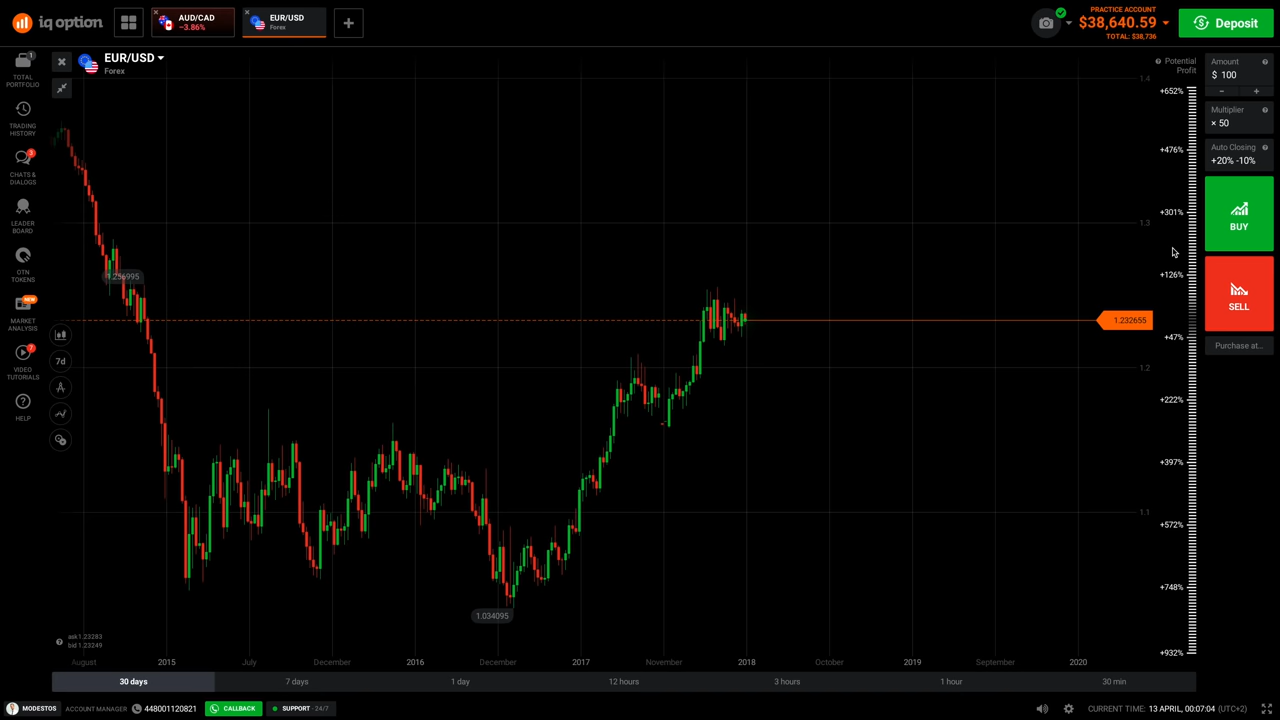 iq option
AUD/CAD
-3.86%
EUR/USD
Forex
PRACTICE ACCOUNT
$38,640.59
TOTAL: $38,736
Deposit
1
TOTAL
PORTFOLIO
TRADING
HISTORY
3
CHATS &
DIALOGS
LEADER
BOARD
OTN
TOKENS
NEW
MARKET
ANALYSIS
7
VIDEO
TUTORIALS
HELP
EUR/USD
Forex
7d
1.256995
1.034095
1.4
1.3
1.2
1.1
1.232655
Potential
Profit
+652%
+476%
+301%
+126%
+47%
+222%
+397%
+572%
+748%
+932%
Amount
$ 100
Multiplier
× 50
Auto Closing
+20% -10%
BUY
SELL
Purchase at...
ask 1.23283
bid 1.23249
August
2015
July
December
2016
December
2017
November
2018
October
2019
September
2020
30 days
7 days
1 day
12 hours
3 hours
1 hour
30 min
MODESTOS
ACCOUNT MANAGER
448001120821
CALLBACK
SUPPORT - 24/7
CURRENT TIME: 13 APRIL, 00:07:04 (UTC+2)